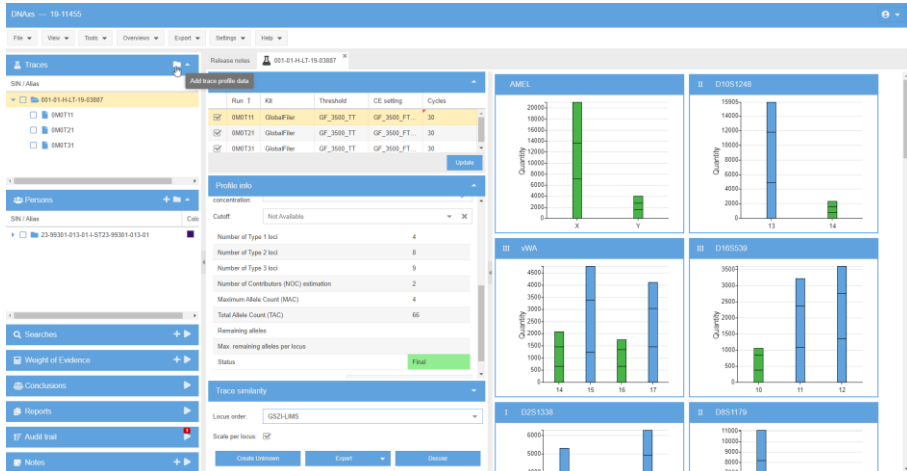 DNAxs — 19-11455
File View Tools Overviews Export Settings Help
Traces
Add trace profile data
SIN / Alias
001-01-H-LT-19-03887
0M0T11
0M0T21
0M0T31
Persons
SIN / Alias
23-99301-013-01-I-ST23-99301-013-01
Searches
Weight of Evidence
Conclusions
Reports
Audit trail
1
Notes
Release notes 001-01-H-LT-19-03887
Run Kit Threshold CE setting Cycles
0M0T11 GlobalFiler GF_3500_TT GF_3500_FT... 30
0M0T21 GlobalFiler GF_3500_TT GF_3500_FT... 30
0M0T31 GlobalFiler GF_3500_TT GF_3500_FT... 30
Update
Profile info
concentration:
Cutoff: Not Available
Number of Type 1 loci 4
Number of Type 2 loci 8
Number of Type 3 loci 9
Number of Contributors (NOC) estimation 2
Maximum Allele Count (MAC) 4
Total Allele Count (TAC) 66
Remaining alleles
Max. remaining alleles per locus
Status Final
Trace similarity
Locus order: GSZI-LIMS
Scale per locus:
Create Unknown Export Dossier
AMEL
Quantity
20000
18000
16000
14000
12000
10000
8000
6000
4000
2000
0
X Y
II D10S1248
Quantity
15505
14000
12000
10000
8000
6000
4000
2000
0
13 14
III vWA
Quantity
4500
4000
3500
3000
2500
2000
1500
1000
500
0
14 15 16 17
III D16S539
Quantity
3500
3000
2500
2000
1500
1000
500
0
10 11 12
I D2S1338
6000
5000
4000
II D8S1179
11000
10000
9000
8000